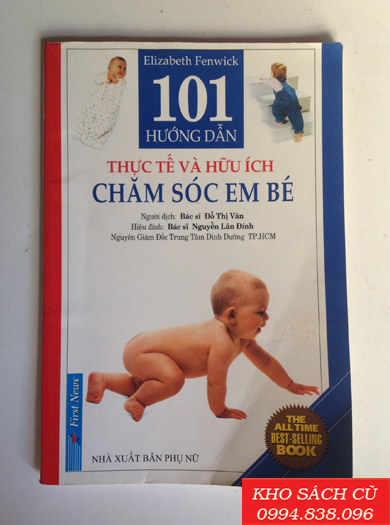 Elizabeth Fenwick
101
HƯỚNG DẪN
THỰC TẾ VÀ HỮU ÍCH
CHĂM SÓC EM BÉ
Người dịch: Bác sĩ Đỗ Thị Vân
Hiệu đính: Bác sĩ Nguyễn Lân Đính
Nguyên Giám Đốc Trung Tâm Dinh Dưỡng TP.HCM
First News
THE
ALL TIME
BEST-SELLING
BOOK
NHÀ XUẤT BẢN PHỤ NỮ
KHO SÁCH CŨ
0994.838.096